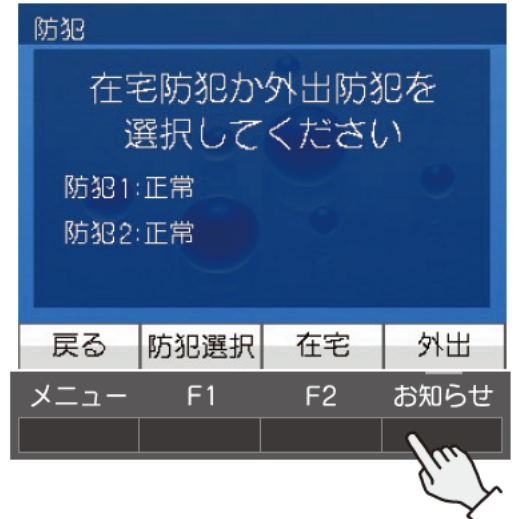 防犯
在宅防犯か外出防犯を
選択してください
防犯1:正常
防犯2:正常
戻る 防犯選択 在宅 外出
メニュー F1 F2 お知らせ